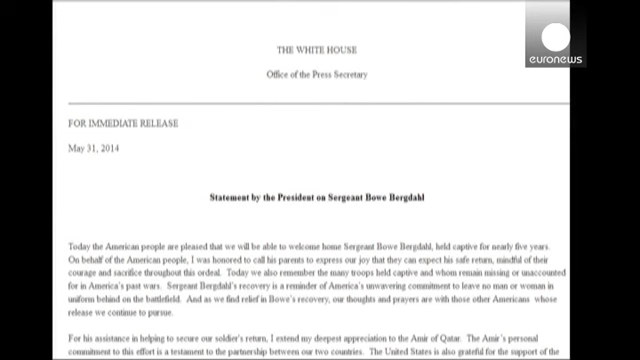 euronews
THE WHITE HOUSE
Office of the Press Secretary
FOR IMMEDIATE RELEASE
May 31, 2014
Statement by the President on Sergeant Bowe Bergdahl
Today the American people are pleased that we will be able to welcome home Sergeant Bowe Bergdahl, held captive for nearly five years.
On behalf of the American people, I was honored to call his parents to express our joy that they can expect his safe return, mindful of their
courage and sacrifice throughout this ordeal. Today we also remember the many troops held captive and whom remain missing or unaccounted
for in America's past wars. Sergeant Bergdahl's recovery is a reminder of America's unwavering commitment to leave no man or woman in
uniform behind on the battlefield. And as we find relief in Bowe's recovery, our thoughts and prayers are with those other Americans whose
release we continue to pursue.
For his assistance in helping to secure our soldier's return, I extend my deepest appreciation to the Amir of Qatar. The Amir's personal
commitment to this effort is a testament to the partnership between our two countries. The United States is also grateful for the support of the